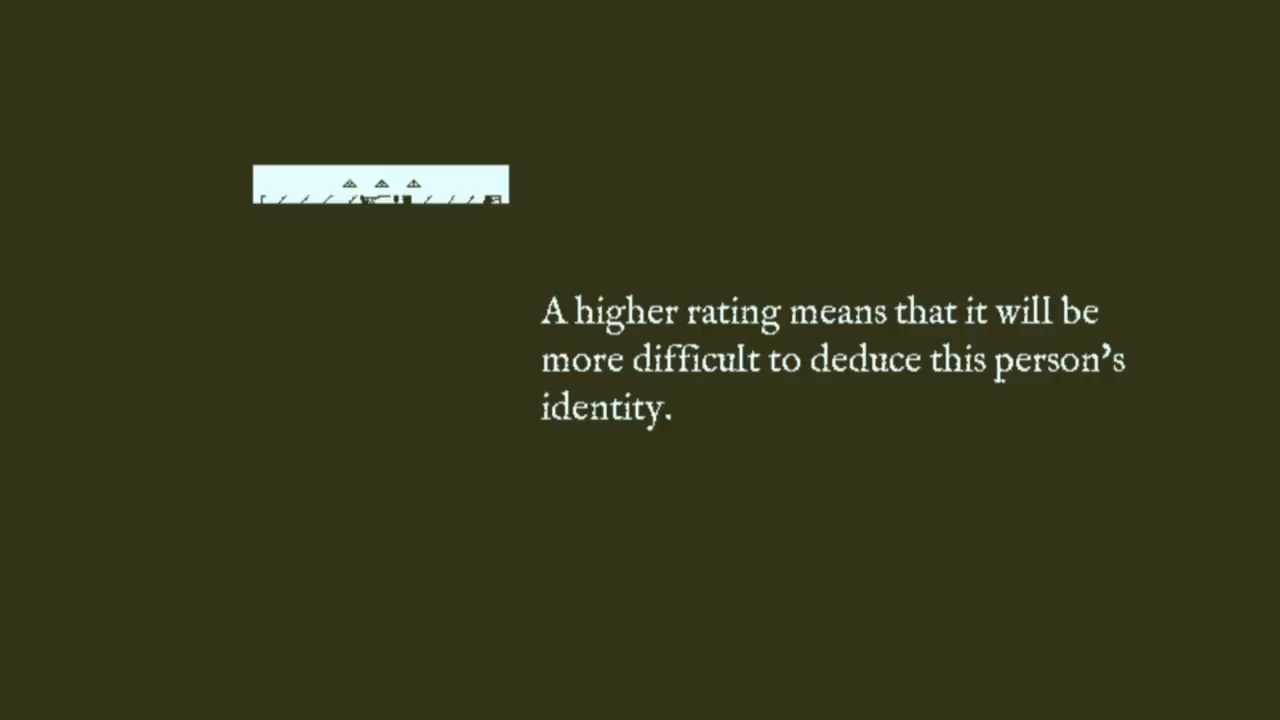 A higher rating means that it will be
more difficult to deduce this person’s
identity.